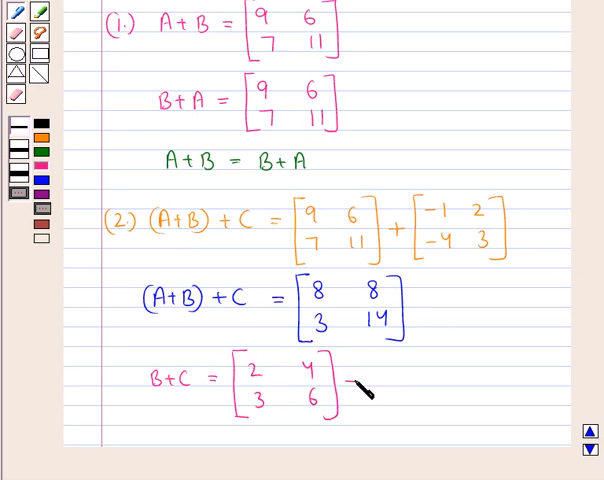 (1.) A + B = [ 9 6
7 11 ]
B + A = [ 9 6
7 11 ]
A + B = B + A
(2.) (A+B) + C = [ 9 6
7 11 ] + [ -1 2
-4 3 ]
(A+B) + C = [ 8 8
3 14 ]
B + C = [ 2 4
3 6 ] -